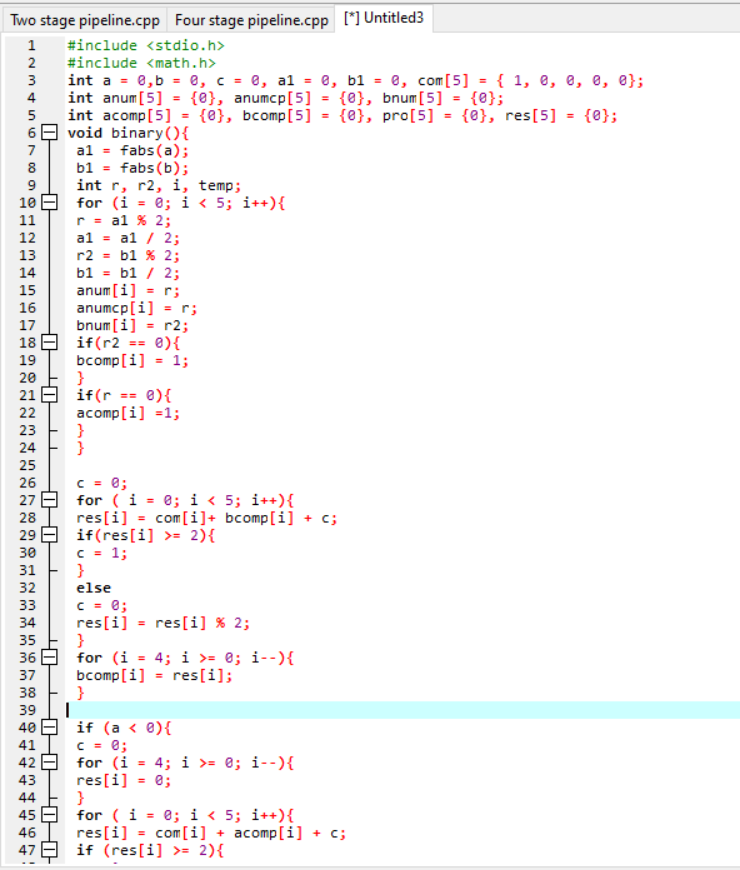 Two stage pipeline.cpp Four stage pipeline.cpp [*] Untitled3
1 #include <stdio.h>
2 #include <math.h>
3 int a = 0,b = 0, c = 0, a1 = 0, b1 = 0, com[5] = { 1, 0, 0, 0, 0};
4 int anum[5] = {0}, anumcp[5] = {0}, bnum[5] = {0};
5 int acomp[5] = {0}, bcomp[5] = {0}, pro[5] = {0}, res[5] = {0};
6 void binary(){
7 a1 = fabs(a);
8 b1 = fabs(b);
9 int r, r2, i, temp;
10 for (i = 0; i < 5; i++){
11 r = a1 % 2;
12 a1 = a1 / 2;
13 r2 = b1 % 2;
14 b1 = b1 / 2;
15 anum[i] = r;
16 anumcp[i] = r;
17 bnum[i] = r2;
18 if(r2 == 0){
19 bcomp[i] = 1;
20 }
21 if(r == 0){
22 acomp[i] =1;
23 }
24 }
25
26 c = 0;
27 for ( i = 0; i < 5; i++){
28 res[i] = com[i]+ bcomp[i] + c;
29 if(res[i] >= 2){
30 c = 1;
31 }
32 else
33 c = 0;
34 res[i] = res[i] % 2;
35 }
36 for (i = 4; i >= 0; i--){
37 bcomp[i] = res[i];
38 }
39
40 if (a < 0){
41 c = 0;
42 for (i = 4; i >= 0; i--){
43 res[i] = 0;
44 }
45 for ( i = 0; i < 5; i++){
46 res[i] = com[i] + acomp[i] + c;
47 if (res[i] >= 2){